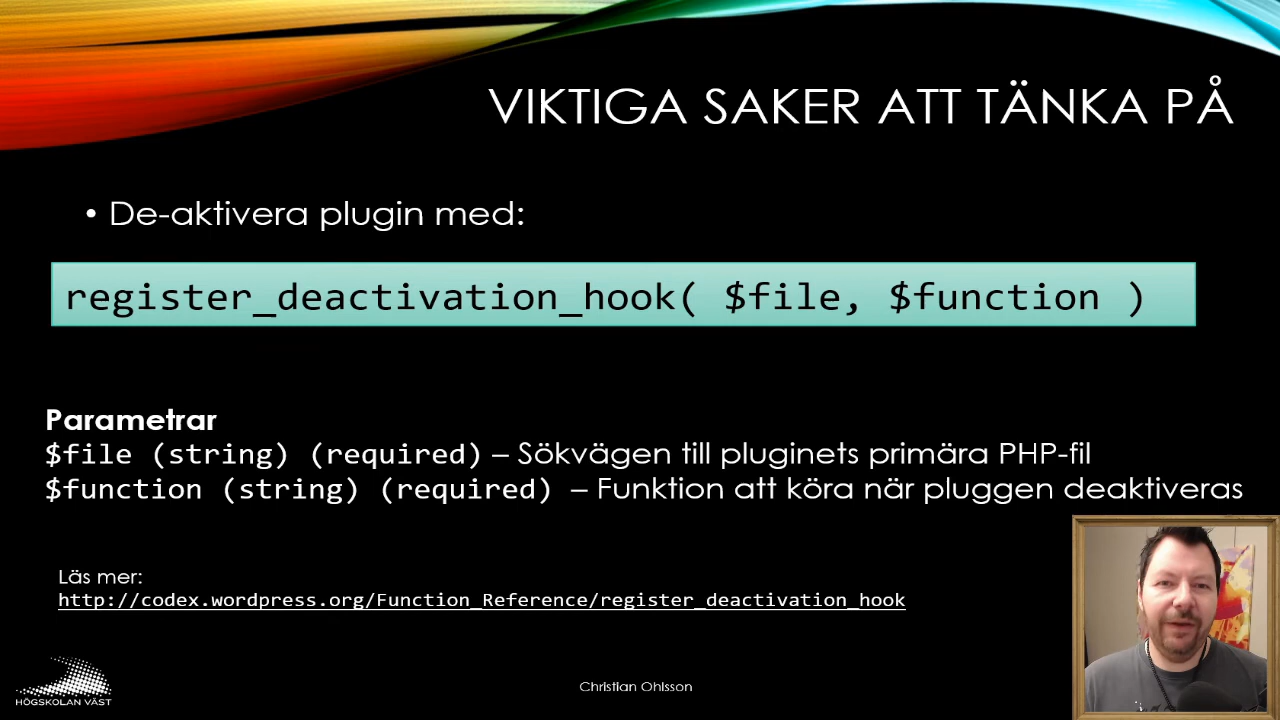 VIKTIGA SAKER ATT TÄNKA PÅ
• De-aktivera plugin med:
register_deactivation_hook( $file, $function )
Parametrar
$file (string) (required) – Sökvägen till pluginets primära PHP-fil
$function (string) (required) – Funktion att köra när pluggen deaktiveras
Läs mer:
http://codex.wordpress.org/Function_Reference/register_deactivation_hook
HÖGSKOLAN VÄST
Christian Ohlsson